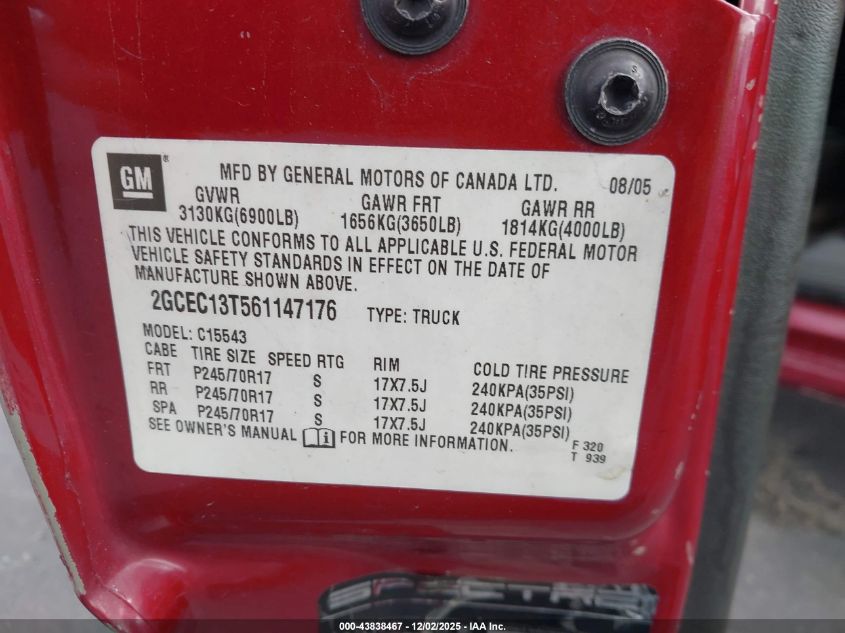 GM ®
MFD BY GENERAL MOTORS OF CANADA LTD. 08/05
GVWR GAWR FRT GAWR RR
3130KG(6900LB) 1656KG(3650LB) 1814KG(4000LB)
THIS VEHICLE CONFORMS TO ALL APPLICABLE U.S. FEDERAL MOTOR
VEHICLE SAFETY STANDARDS IN EFFECT ON THE DATE OF
MANUFACTURE SHOWN ABOVE.
2GCEC13T561147176 TYPE: TRUCK
MODEL: C15543
CABE TIRE SIZE SPEED RTG RIM COLD TIRE PRESSURE
FRT P245/70R17 S 17X7.5J 240KPA(35PSI)
RR P245/70R17 S 17X7.5J 240KPA(35PSI)
SPA P245/70R17 S 17X7.5J 240KPA(35PSI)
SEE OWNER'S MANUAL FOR MORE INFORMATION.
F 320
T 939
000-43838467 - 12/02/2025 - IAA, Inc.